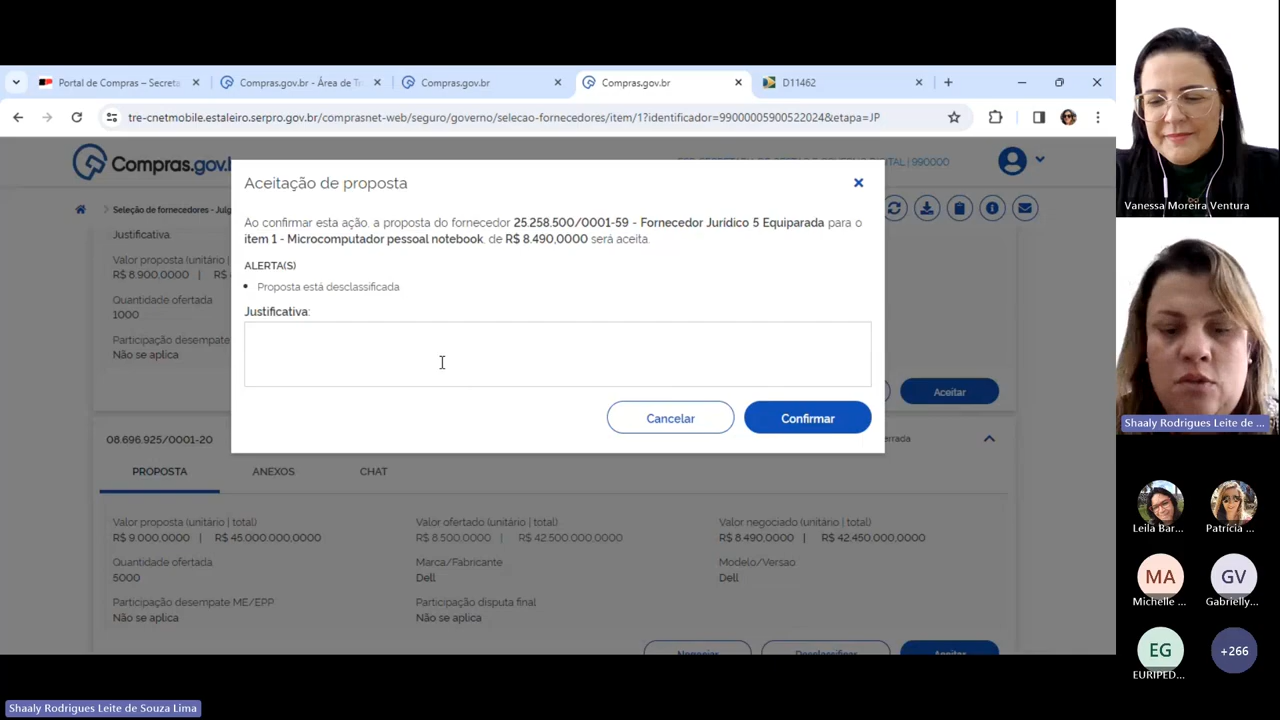 Portal de Compras – Secreta
Compras.gov.br - Área de Tr
Compras.gov.br
Compras.gov.br
D11462
tre-cnetmobile.estaleiro.serpro.gov.br/comprasnet-web/seguro/governo/selecao-fornecedores/item/1?identificador=99000005900522024&etapa=JP
Compras.gov.b
DIGITAL | 990000
Seleção de fornecedores - Julg
Aceitação de proposta
Ao confirmar esta ação, a proposta do fornecedor 25.258.500/0001-59 - Fornecedor Jurídico 5 Equiparada para o
item 1 - Microcomputador pessoal notebook, de R$ 8.490,0000 será aceita.
ALERTA(S)
• Proposta está desclassificada
Justificativa:
Cancelar
Confirmar
Justificativa:
Valor proposta (unitário |
R$ 8.900,0000 | R$
Quantidade ofertada
1000
Participação desempate
Não se aplica
Aceitar
08.696.925/0001-20
errada
PROPOSTA
ANEXOS
CHAT
Valor proposta (unitário | total)
Valor ofertado (unitário | total)
Valor negociado (unitário | total)
R$ 9.000,0000 | R$ 45.000.000,0000
R$ 8.500,0000 | R$ 42.500.000,0000
R$ 8.490,0000 | R$ 42.450.000,0000
Quantidade ofertada
Marca/Fabricante
Modelo/Versão
5000
Dell
Dell
Participação desempate ME/EPP
Participação disputa final
Não se aplica
Não se aplica
Negociar
Desclassificar
Aceitar
Vanessa Moreira Ventura
Shaaly Rodrigues Leite de ...
Leila Bar...
Patrícia ...
MA
GV
Michelle ...
Gabrielly...
EG
+266
EURIPED...
Shaaly Rodrigues Leite de Souza Lima